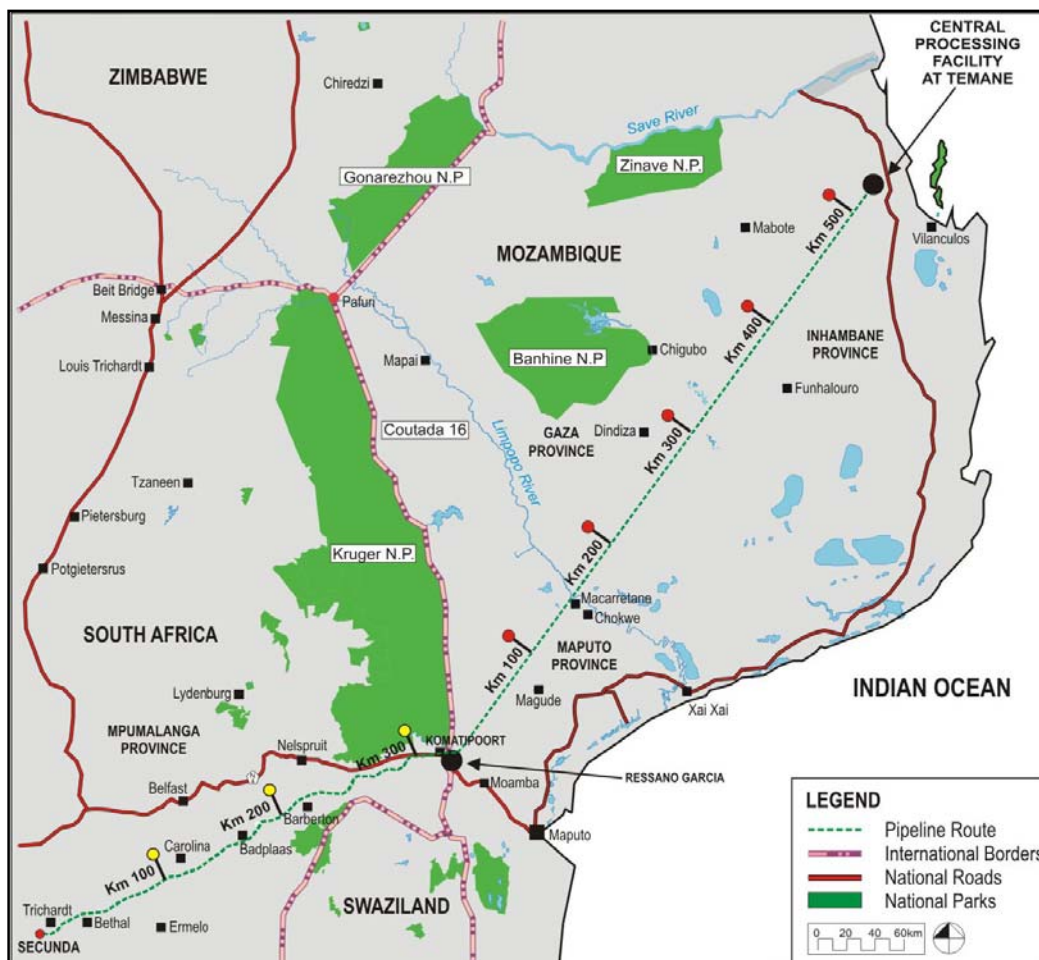 CENTRAL
PROCESSING
FACILITY
AT TEMANE
ZIMBABWE
Chiredzi
Save River
Zinave N.P.
Gonarezhou N.P
Km 500
Mabote
Vilanculos
MOZAMBIQUE
Beit Bridge
Pafuri
Messina
Km 400
INHAMBANE
PROVINCE
Louis Trichardt
Mapai
Banhine N.P
Chigubo
Funhalouro
Coutada 16
Limpopo River
GAZA
PROVINCE
Dindiza
Km 300
Tzaneen
Pietersburg
Kruger N.P.
Km 200
Potgietersrus
Macarretane
Chokwe
SOUTH AFRICA
Km 100
MAPUTO
PROVINCE
Magude
Lydenburg
Xai Xai
INDIAN OCEAN
MPUMALANGA
PROVINCE
Nelspruit
Km 300
KOMATIPOORT
RESSANO GARCIA
Moamba
Belfast
Km 200
Barberton
Maputo
Carolina
Badplaas
Km 100
Trichardt
Bethal
Ermelo
SECUNDA
SWAZILAND
LEGEND
Pipeline Route
International Borders
National Roads
National Parks
0 20 40 60km